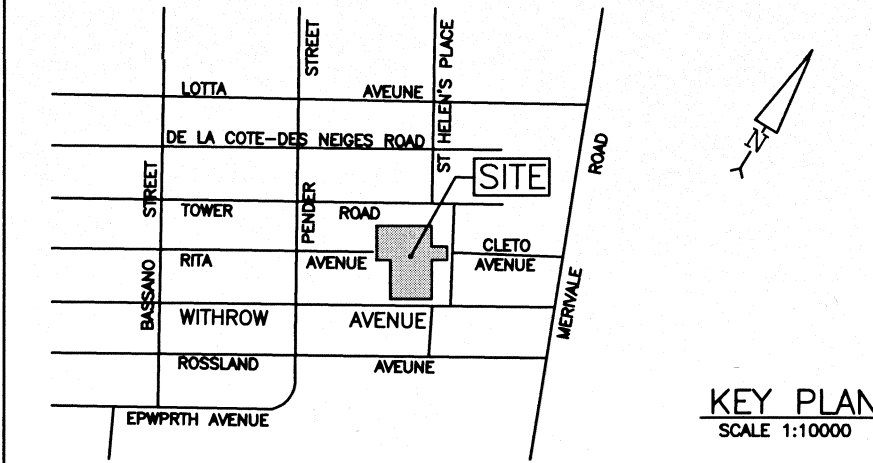 STREET
ST HELEN'S PLACE
LOTTA AVEUNE
DE LA COTE-DES NEIGES ROAD
ROAD
SITE
N
STREET
PENDER
TOWER ROAD
CLETO
AVENUE
RITA AVENUE
BASSANO
MERIVALE
WITHROW AVENUE
ROSSLAND AVEUNE
EPWPRTH AVENUE
KEY PLAN
SCALE 1:10000